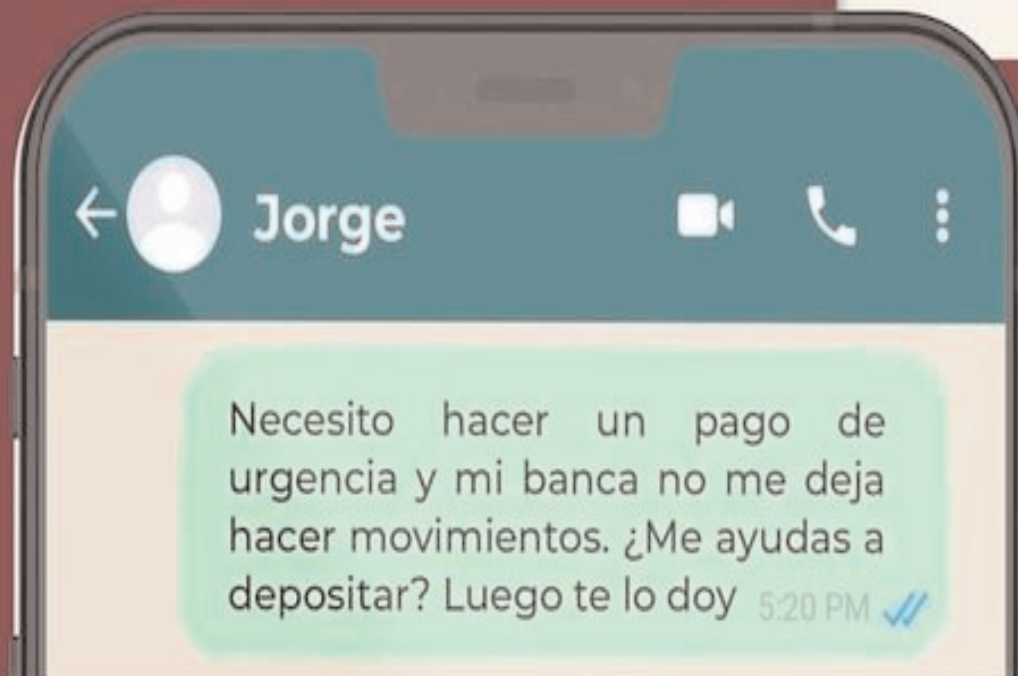 Jorge
Necesito hacer un pago de
urgencia y mi banca no me deja
hacer movimientos. ¿Me ayudas a
depositar? Luego te lo doy 5:20 PM